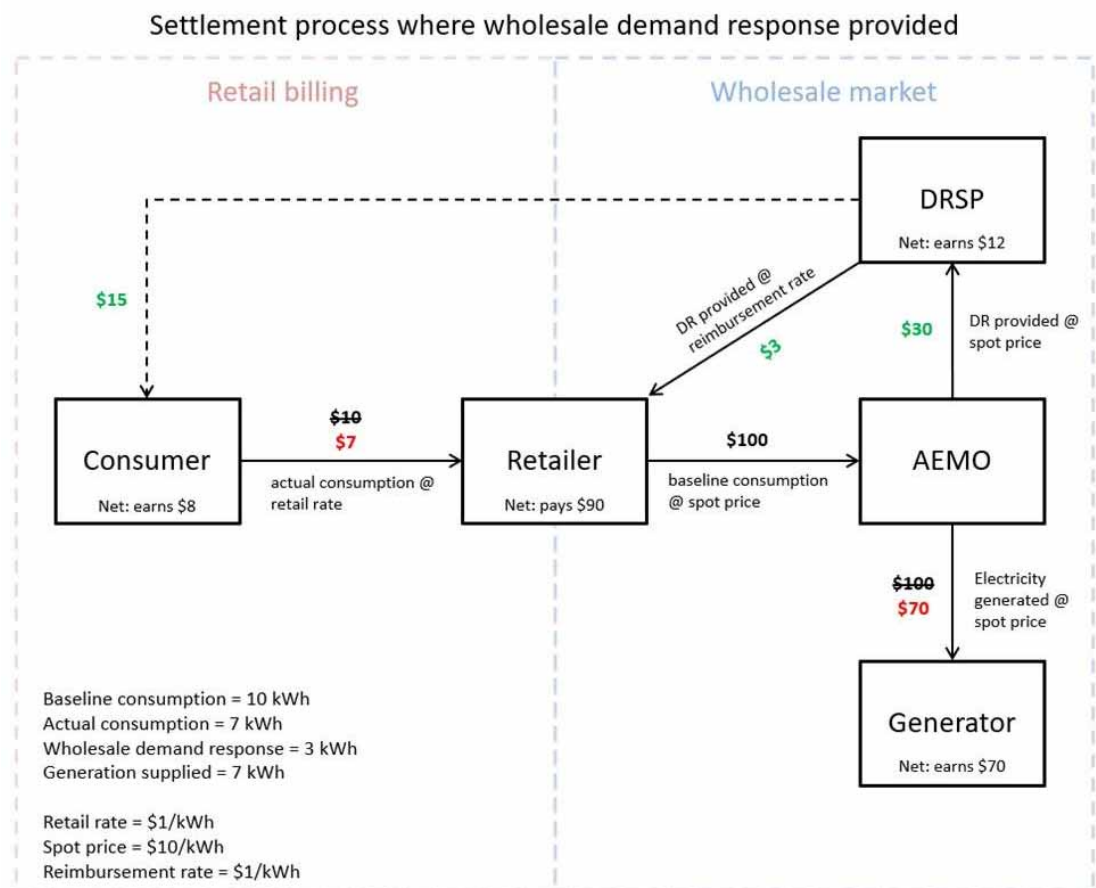 Settlement process where wholesale demand response provided
Retail billing
Wholesale market
DRSP
Net: earns $12
$15
DR provided @
reimbursement rate
$3
$30
DR provided @
spot price
Consumer
Net: earns $8
$10
$7
actual consumption @
retail rate
Retailer
Net: pays $90
$100
baseline consumption
@ spot price
AEMO
$100
$70
Electricity
generated @
spot price
Generator
Net: earns $70
Baseline consumption = 10 kWh
Actual consumption = 7 kWh
Wholesale demand response = 3 kWh
Generation supplied = 7 kWh
Retail rate = $1/kWh
Spot price = $10/kWh
Reimbursement rate = $1/kWh